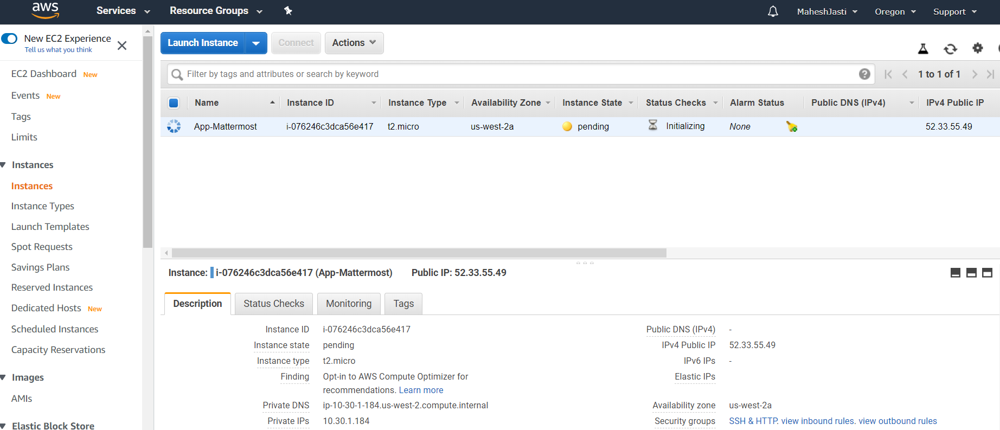 aws Services Resource Groups MaheshJasti Oregon Support
New EC2 Experience
Tell us what you think
EC2 Dashboard New
Events New
Tags
Limits
Instances
Instances
Instance Types
Launch Templates
Spot Requests
Savings Plans
Reserved Instances
Dedicated Hosts New
Scheduled Instances
Capacity Reservations
Images
AMIs
Elastic Block Store
Launch Instance Connect Actions
Filter by tags and attributes or search by keyword 1 to 1 of 1
Name Instance ID Instance Type Availability Zone Instance State Status Checks Alarm Status Public DNS (IPv4) IPv4 Public IP
App-Mattermost i-076246c3dca56e417 t2.micro us-west-2a pending Initializing None 52.33.55.49
Instance: i-076246c3dca56e417 (App-Mattermost) Public IP: 52.33.55.49
Description Status Checks Monitoring Tags
Instance ID i-076246c3dca56e417
Instance state pending
Instance type t2.micro
Finding Opt-in to AWS Compute Optimizer for
recommendations. Learn more
Private DNS ip-10-30-1-184.us-west-2.compute.internal
Private IPs 10.30.1.184
Public DNS (IPv4) -
IPv4 Public IP 52.33.55.49
IPv6 IPs -
Elastic IPs
Availability zone us-west-2a
Security groups SSH & HTTP. view inbound rules. view outbound rules